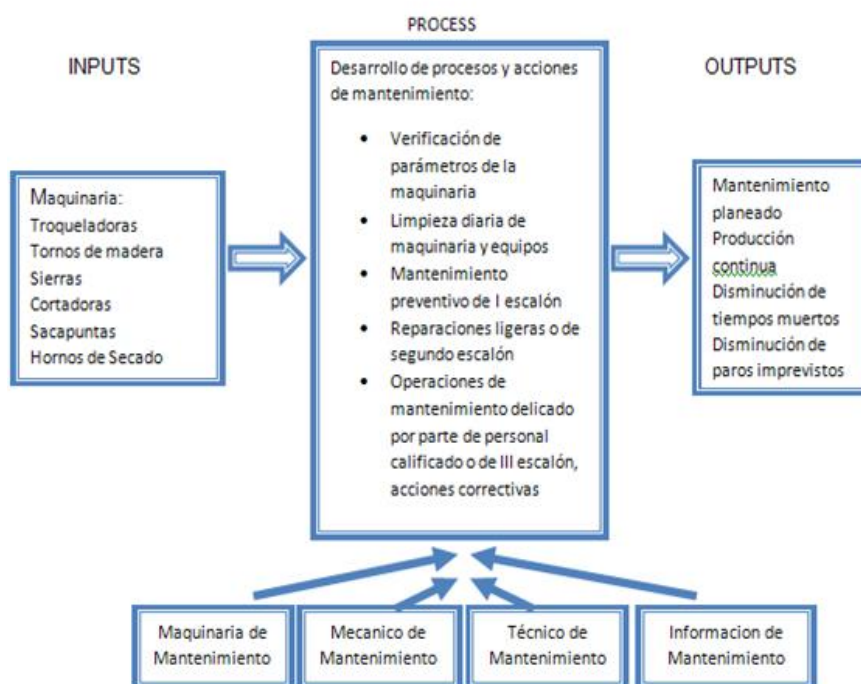 PROCESS
INPUTS
OUTPUTS
Maquinaria:
Troqueladoras
Tornos de madera
Sierras
Cortadoras
Sacapuntas
Hornos de Secado
Desarrollo de procesos y acciones
de mantenimiento:
• Verificación de
parámetros de la
maquinaria
• Limpieza diaria de
maquinaria y equipos
• Mantenimiento
preventivo de I escalón
• Reparaciones ligeras o de
segundo escalón
• Operaciones de
mantenimiento delicado
por parte de personal
calificado o de III escalón,
acciones correctivas
Mantenimiento
planeado
Producción
continua
Disminución de
tiempos muertos
Disminución de
paros imprevistos
Maquinaria de
Mantenimiento
Mecanico de
Mantenimiento
Técnico de
Mantenimiento
Informacion de
Mantenimiento